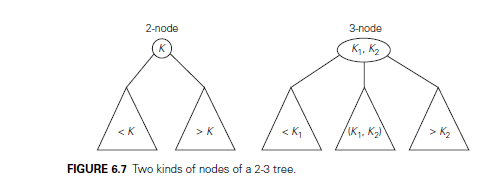 2-node 3-node
K K₁, K₂
< K > K < K₁ (K₁, K₂) > K₂
FIGURE 6.7 Two kinds of nodes of a 2-3 tree.